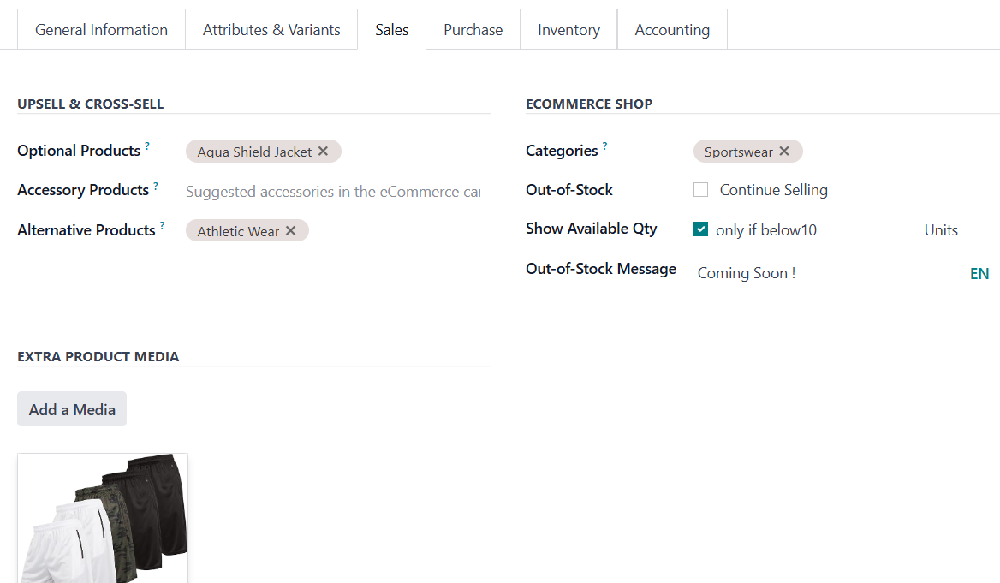 General Information Attributes & Variants Sales Purchase Inventory Accounting
UPSELL & CROSS-SELL
Optional Products ? Aqua Shield Jacket ✕
Accessory Products ? Suggested accessories in the eCommerce car
Alternative Products ? Athletic Wear ✕
ECOMMERCE SHOP
Categories ? Sportswear ✕
Out-of-Stock Continue Selling
Show Available Qty only if below10 Units
Out-of-Stock Message Coming Soon ! EN
EXTRA PRODUCT MEDIA
Add a Media